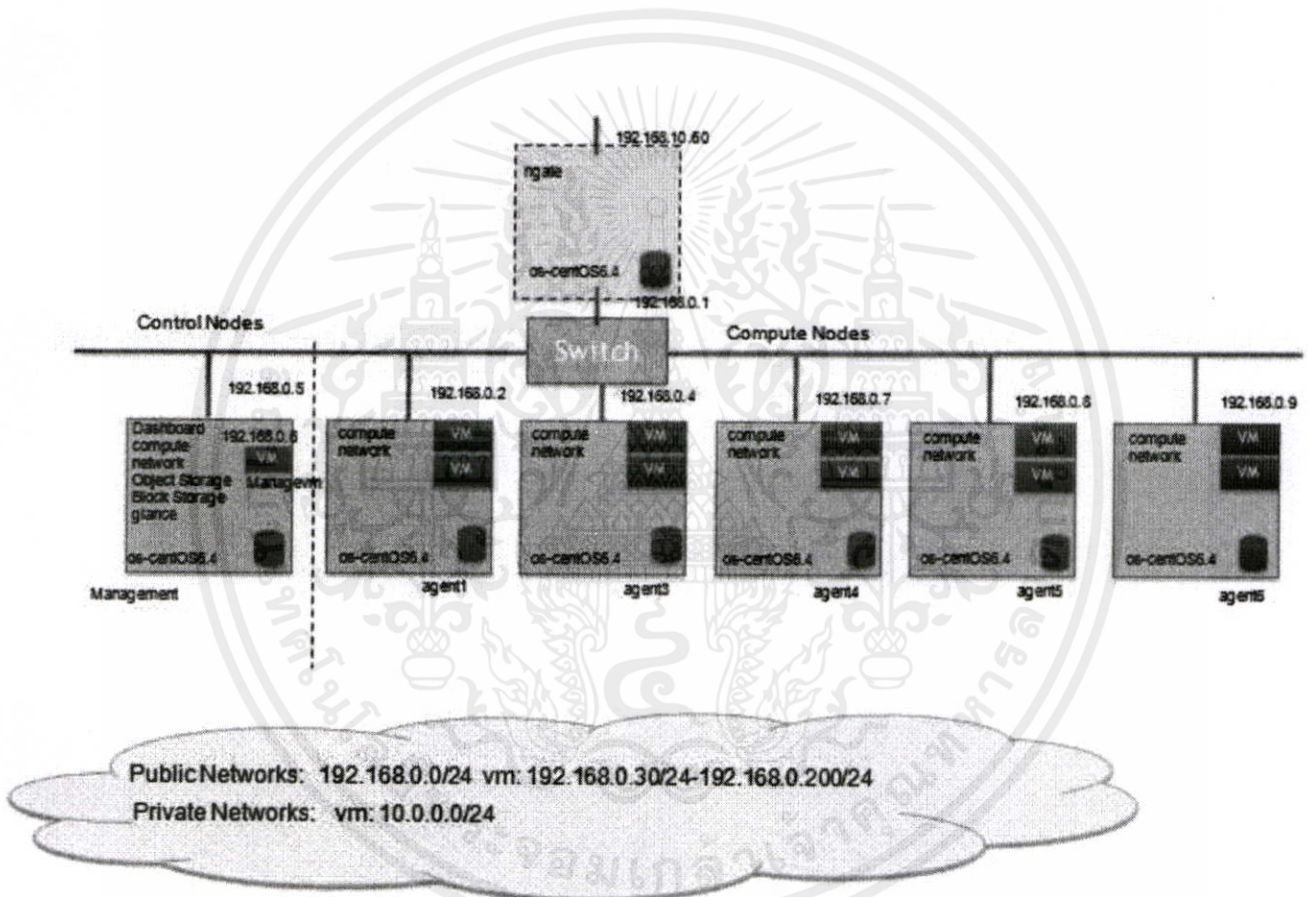 192.168.10.60
ngate
os-centOS6.4
192.168.0.1
Control Nodes
Switch
Compute Nodes
192.168.0.5
192.168.0.2
192.168.0.4
192.168.0.7
192.168.0.8
192.168.0.9
Dashboard
compute
network
Object Storage
Block Storage
glance
192.168.0.6
VM
Managevm
os-centOS6.4
Management
compute
network
VM
VM
os-centOS6.4
agent1
compute
network
VM
VM
os-centOS6.4
agent3
compute
network
VM
VM
os-centOS6.4
agent4
compute
network
VM
VM
os-centOS6.4
agent5
compute
network
VM
VM
os-centOS6.4
agent6
Public Networks: 192.168.0.0/24 vm: 192.168.0.30/24-192.168.0.200/24
Private Networks: vm: 10.0.0.0/24